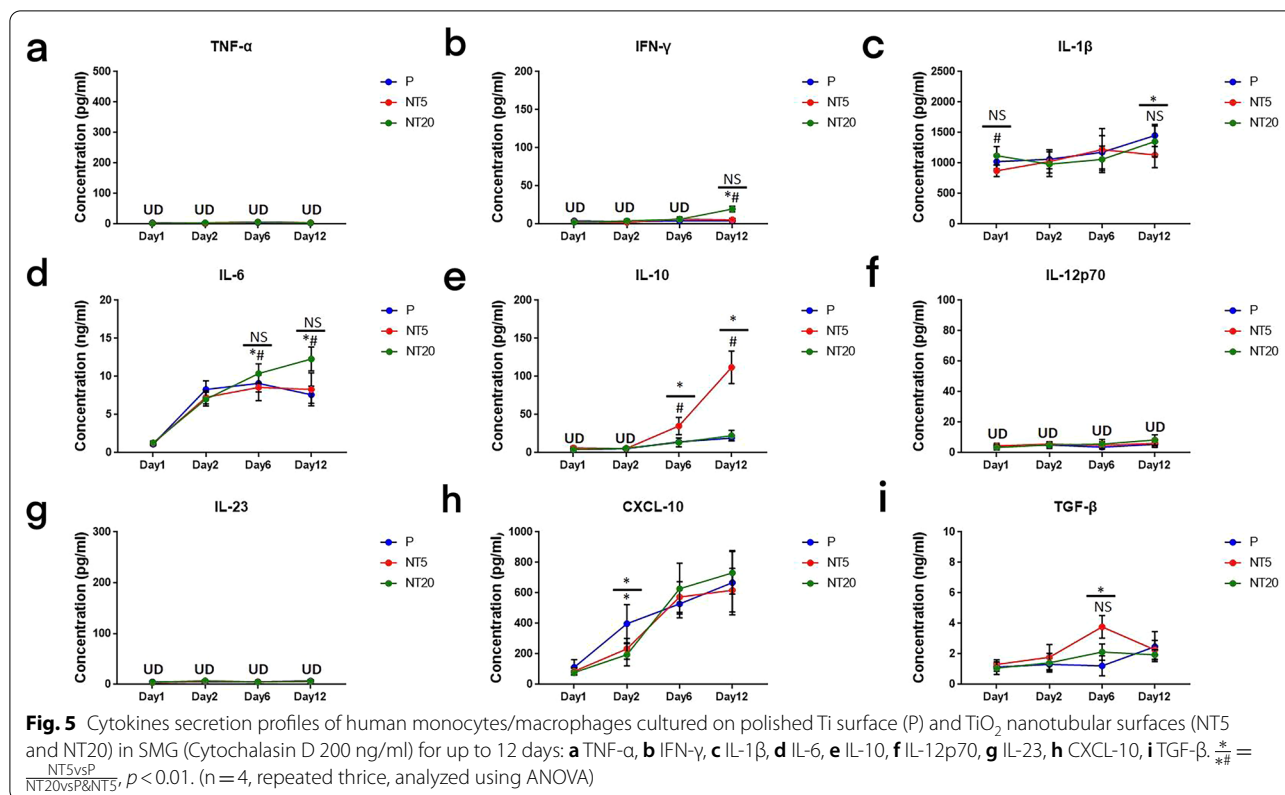 a
TNF-α
Concentration (pg/ml)
500
400
300
200
100
0
UD UD UD UD
Day1 Day2 Day6 Day12
P
NT5
NT20
b
IFN-γ
Concentration (pg/ml)
200
150
100
50
0
UD UD UD
NS
*#
Day1 Day2 Day6 Day12
P
NT5
NT20
c
IL-1β
Concentration (pg/ml)
2500
2000
1500
1000
500
0
NS
#
*
NS
Day1 Day2 Day6 Day12
P
NT5
NT20
d
IL-6
Concentration (ng/ml)
20
15
10
5
0
NS
*#
NS
*#
Day1 Day2 Day6 Day12
P
NT5
NT20
e
IL-10
Concentration (pg/ml)
200
150
100
50
0
UD UD
*
#
*
#
Day1 Day2 Day6 Day12
P
NT5
NT20
f
IL-12p70
Concentration (pg/ml)
100
80
60
40
20
0
UD UD UD UD
Day1 Day2 Day6 Day12
P
NT5
NT20
g
IL-23
Concentration (pg/ml)
300
200
100
0
UD UD UD UD
Day1 Day2 Day6 Day12
P
NT5
NT20
h
CXCL-10
Concentration (pg/ml)
1000
800
600
400
200
0
*
*
Day1 Day2 Day6 Day12
P
NT5
NT20
i
TGF-β
Concentration (ng/ml)
10
8
6
4
2
0
*
NS
Day1 Day2 Day6 Day12
P
NT5
NT20
Fig. 5 Cytokines secretion profiles of human monocytes/macrophages cultured on polished Ti surface (P) and TiO2 nanotubular surfaces (NT5
and NT20) in SMG (Cytochalasin D 200 ng/ml) for up to 12 days: a TNF-α, b IFN-γ, c IL-1β, d IL-6, e IL-10, f IL-12p70, g IL-23, h CXCL-10, i TGF-β. */*# =
NT5vsP/NT20vsP&NT5, p < 0.01. (n = 4, repeated thrice, analyzed using ANOVA)